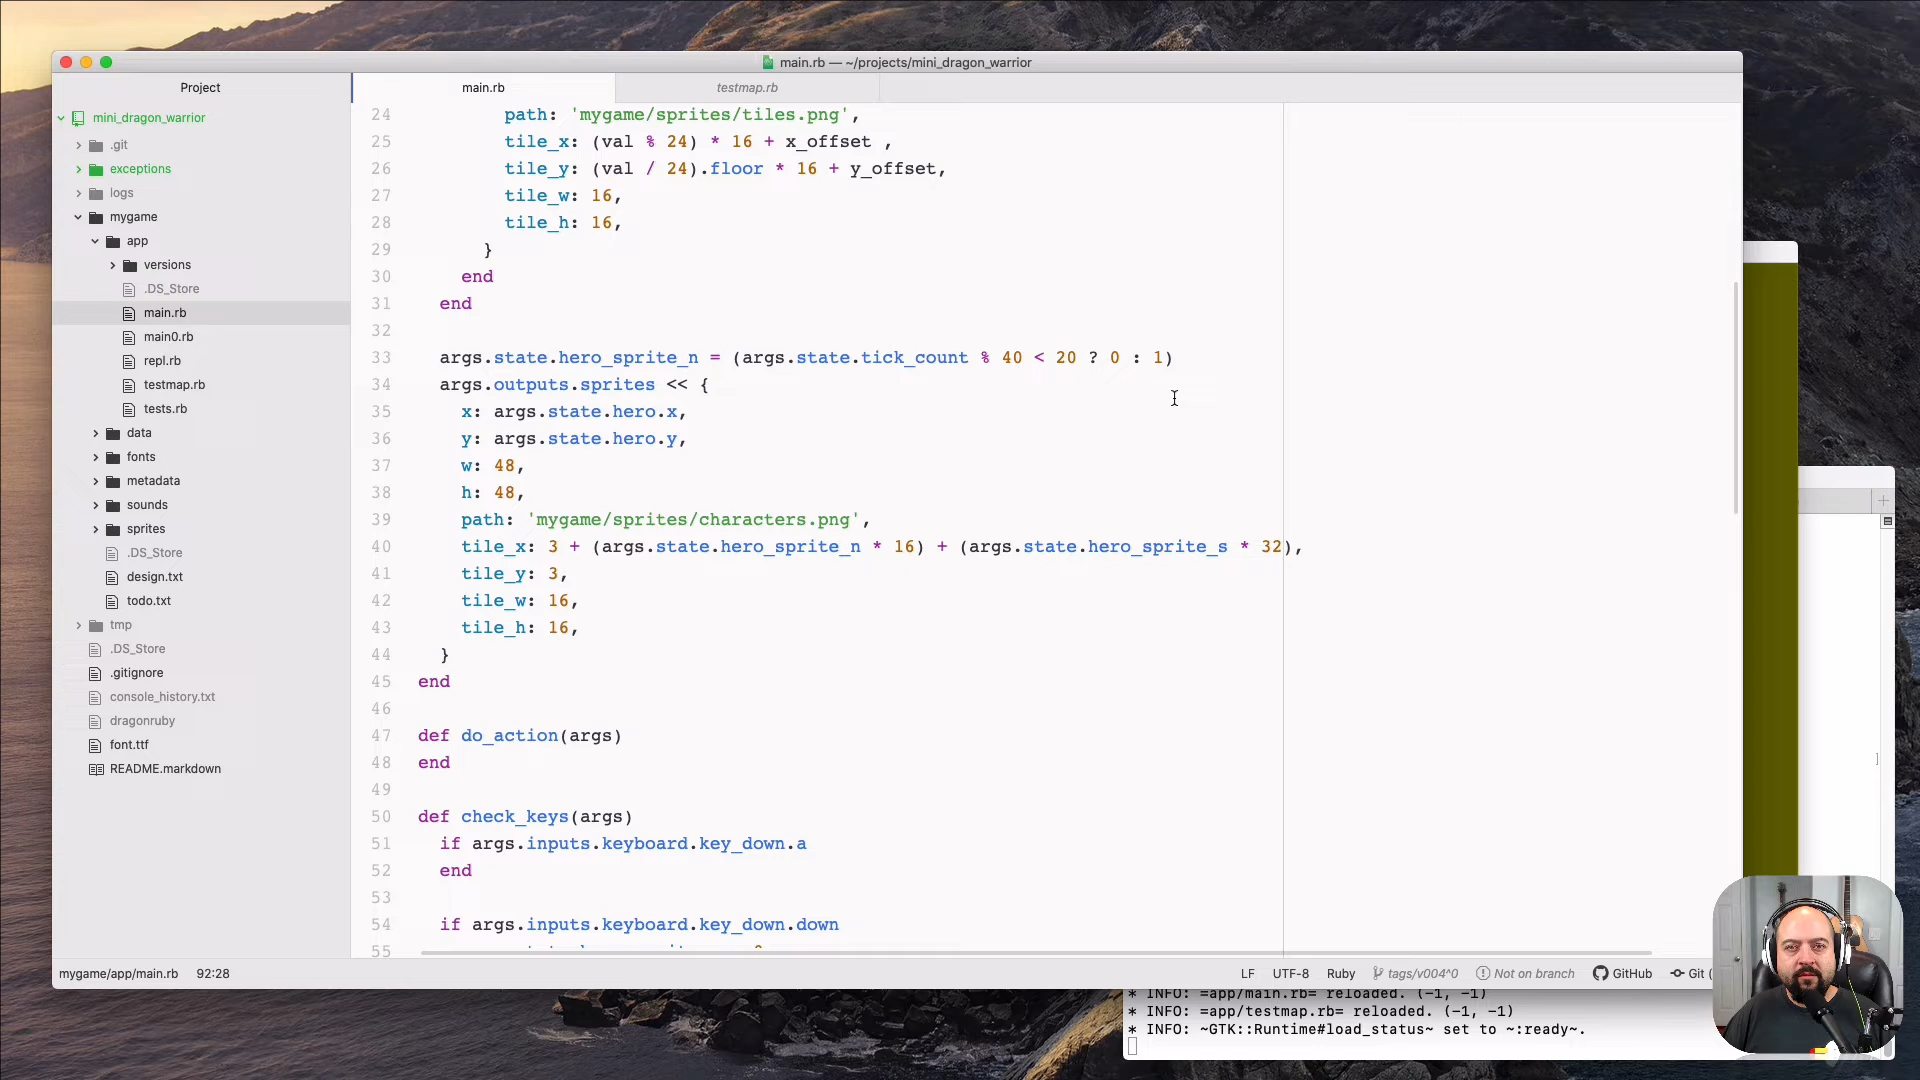 main.rb — ~/projects/mini_dragon_warrior
Project
main.rb
testmap.rb
mini_dragon_warrior
.git
exceptions
logs
mygame
app
versions
.DS_Store
main.rb
main0.rb
repl.rb
testmap.rb
tests.rb
data
fonts
metadata
sounds
sprites
.DS_Store
design.txt
todo.txt
tmp
.DS_Store
.gitignore
console_history.txt
dragonruby
font.ttf
README.markdown
24 path: 'mygame/sprites/tiles.png',
25 tile_x: (val % 24) * 16 + x_offset ,
26 tile_y: (val / 24).floor * 16 + y_offset,
27 tile_w: 16,
28 tile_h: 16,
29 }
30 end
31 end
32
33 args.state.hero_sprite_n = (args.state.tick_count % 40 < 20 ? 0 : 1)
34 args.outputs.sprites << {
35 x: args.state.hero.x,
36 y: args.state.hero.y,
37 w: 48,
38 h: 48,
39 path: 'mygame/sprites/characters.png',
40 tile_x: 3 + (args.state.hero_sprite_n * 16) + (args.state.hero_sprite_s * 32),
41 tile_y: 3,
42 tile_w: 16,
43 tile_h: 16,
44 }
45 end
46
47 def do_action(args)
48 end
49
50 def check_keys(args)
51 if args.inputs.keyboard.key_down.a
52 end
53
54 if args.inputs.keyboard.key_down.down
55
mygame/app/main.rb 92:28
LF UTF-8 Ruby tags/v004^0 Not on branch GitHub Git (
* INFO: =app/main.rb= reloaded. (-1, -1)
* INFO: =app/testmap.rb= reloaded. (-1, -1)
* INFO: ~GTK::Runtime#load_status~ set to ~:ready~.
]